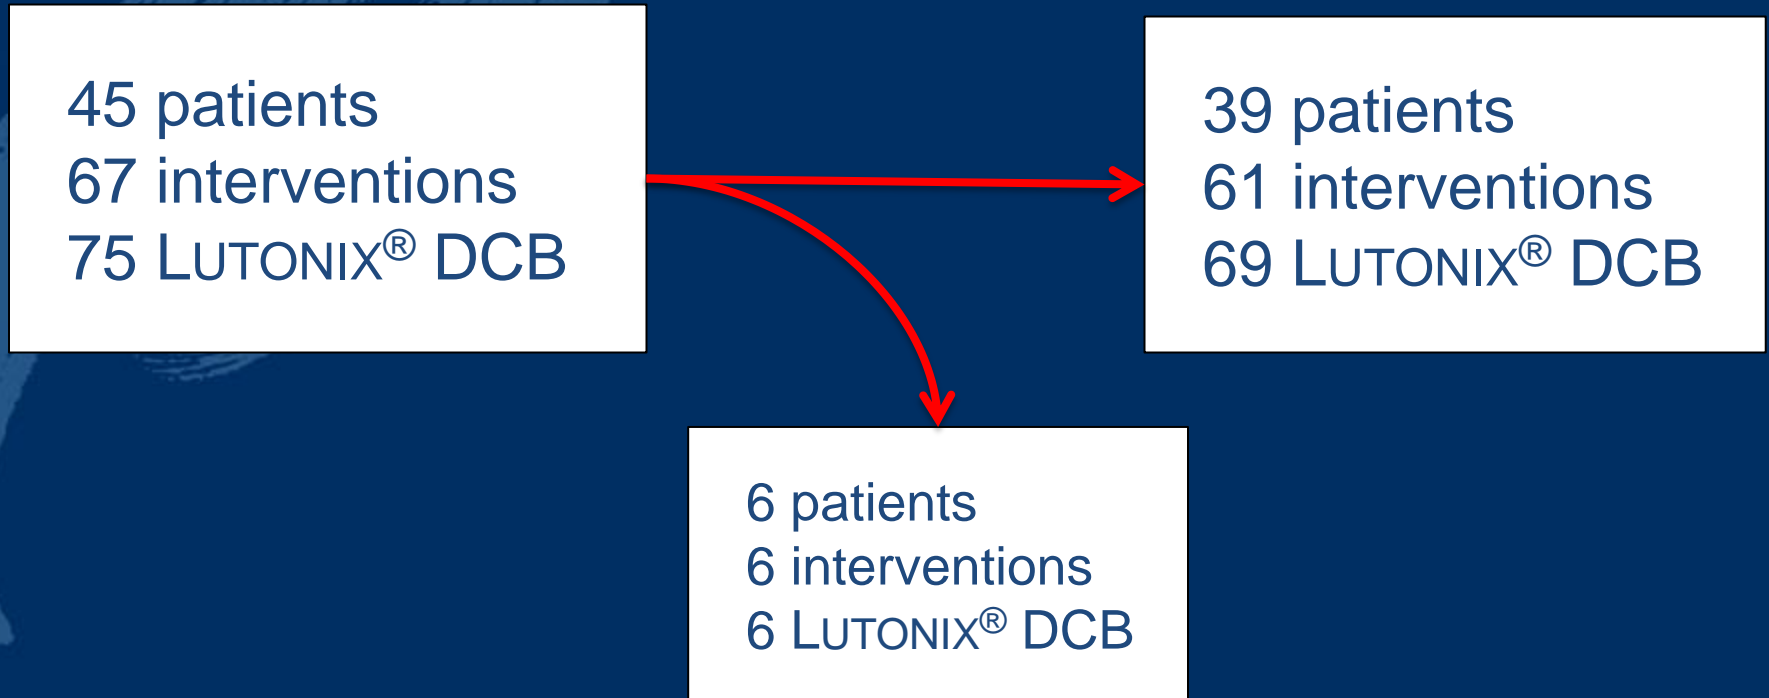 45 patients
67 interventions
75 LUTONIX® DCB
39 patients
61 interventions
69 LUTONIX® DCB
6 patients
6 interventions
6 LUTONIX® DCB